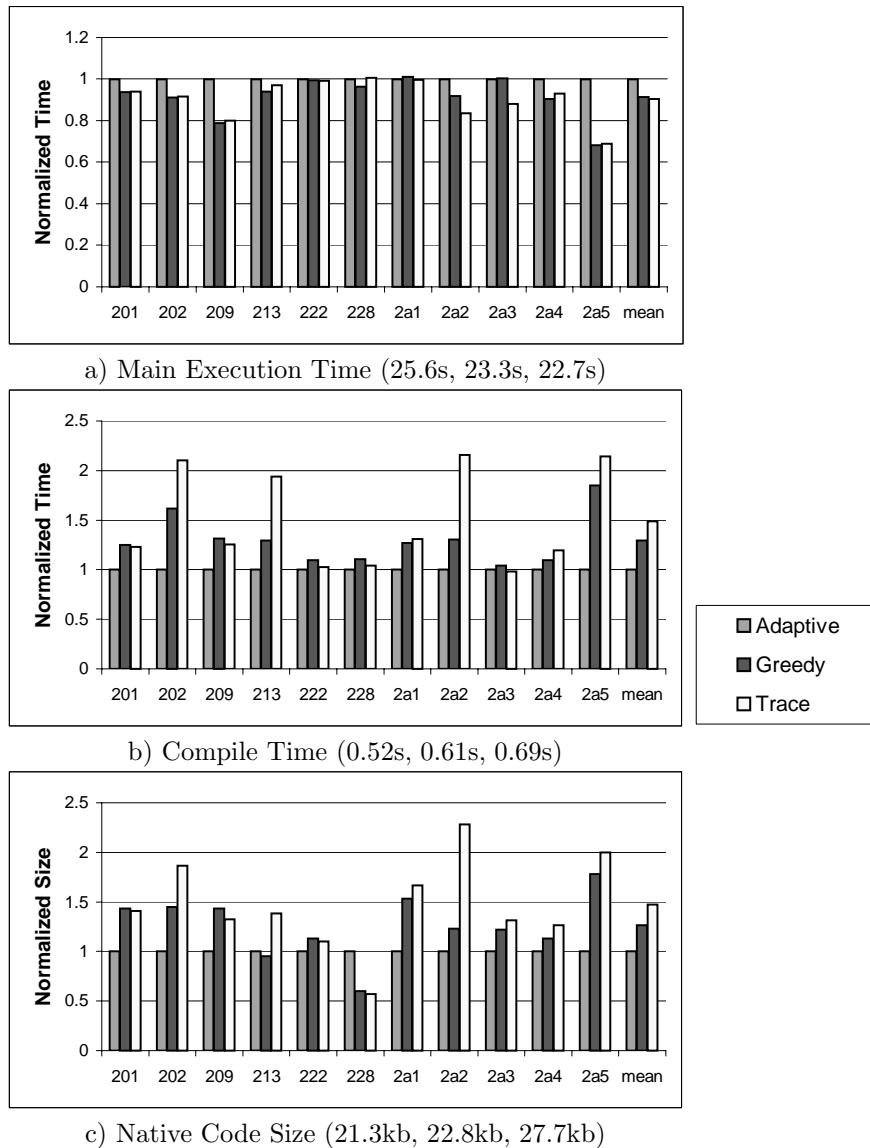 1.2
1
0.8
0.6
0.4
0.2
0
Normalized Time
201 202 209 213 222 228 2a1 2a2 2a3 2a4 2a5 mean
a) Main Execution Time (25.6s, 23.3s, 22.7s)
2.5
2
1.5
1
0.5
0
Normalized Time
201 202 209 213 222 228 2a1 2a2 2a3 2a4 2a5 mean
Adaptive
Greedy
Trace
b) Compile Time (0.52s, 0.61s, 0.69s)
2.5
2
1.5
1
0.5
0
Normalized Size
201 202 209 213 222 228 2a1 2a2 2a3 2a4 2a5 mean
c) Native Code Size (21.3kb, 22.8kb, 27.7kb)